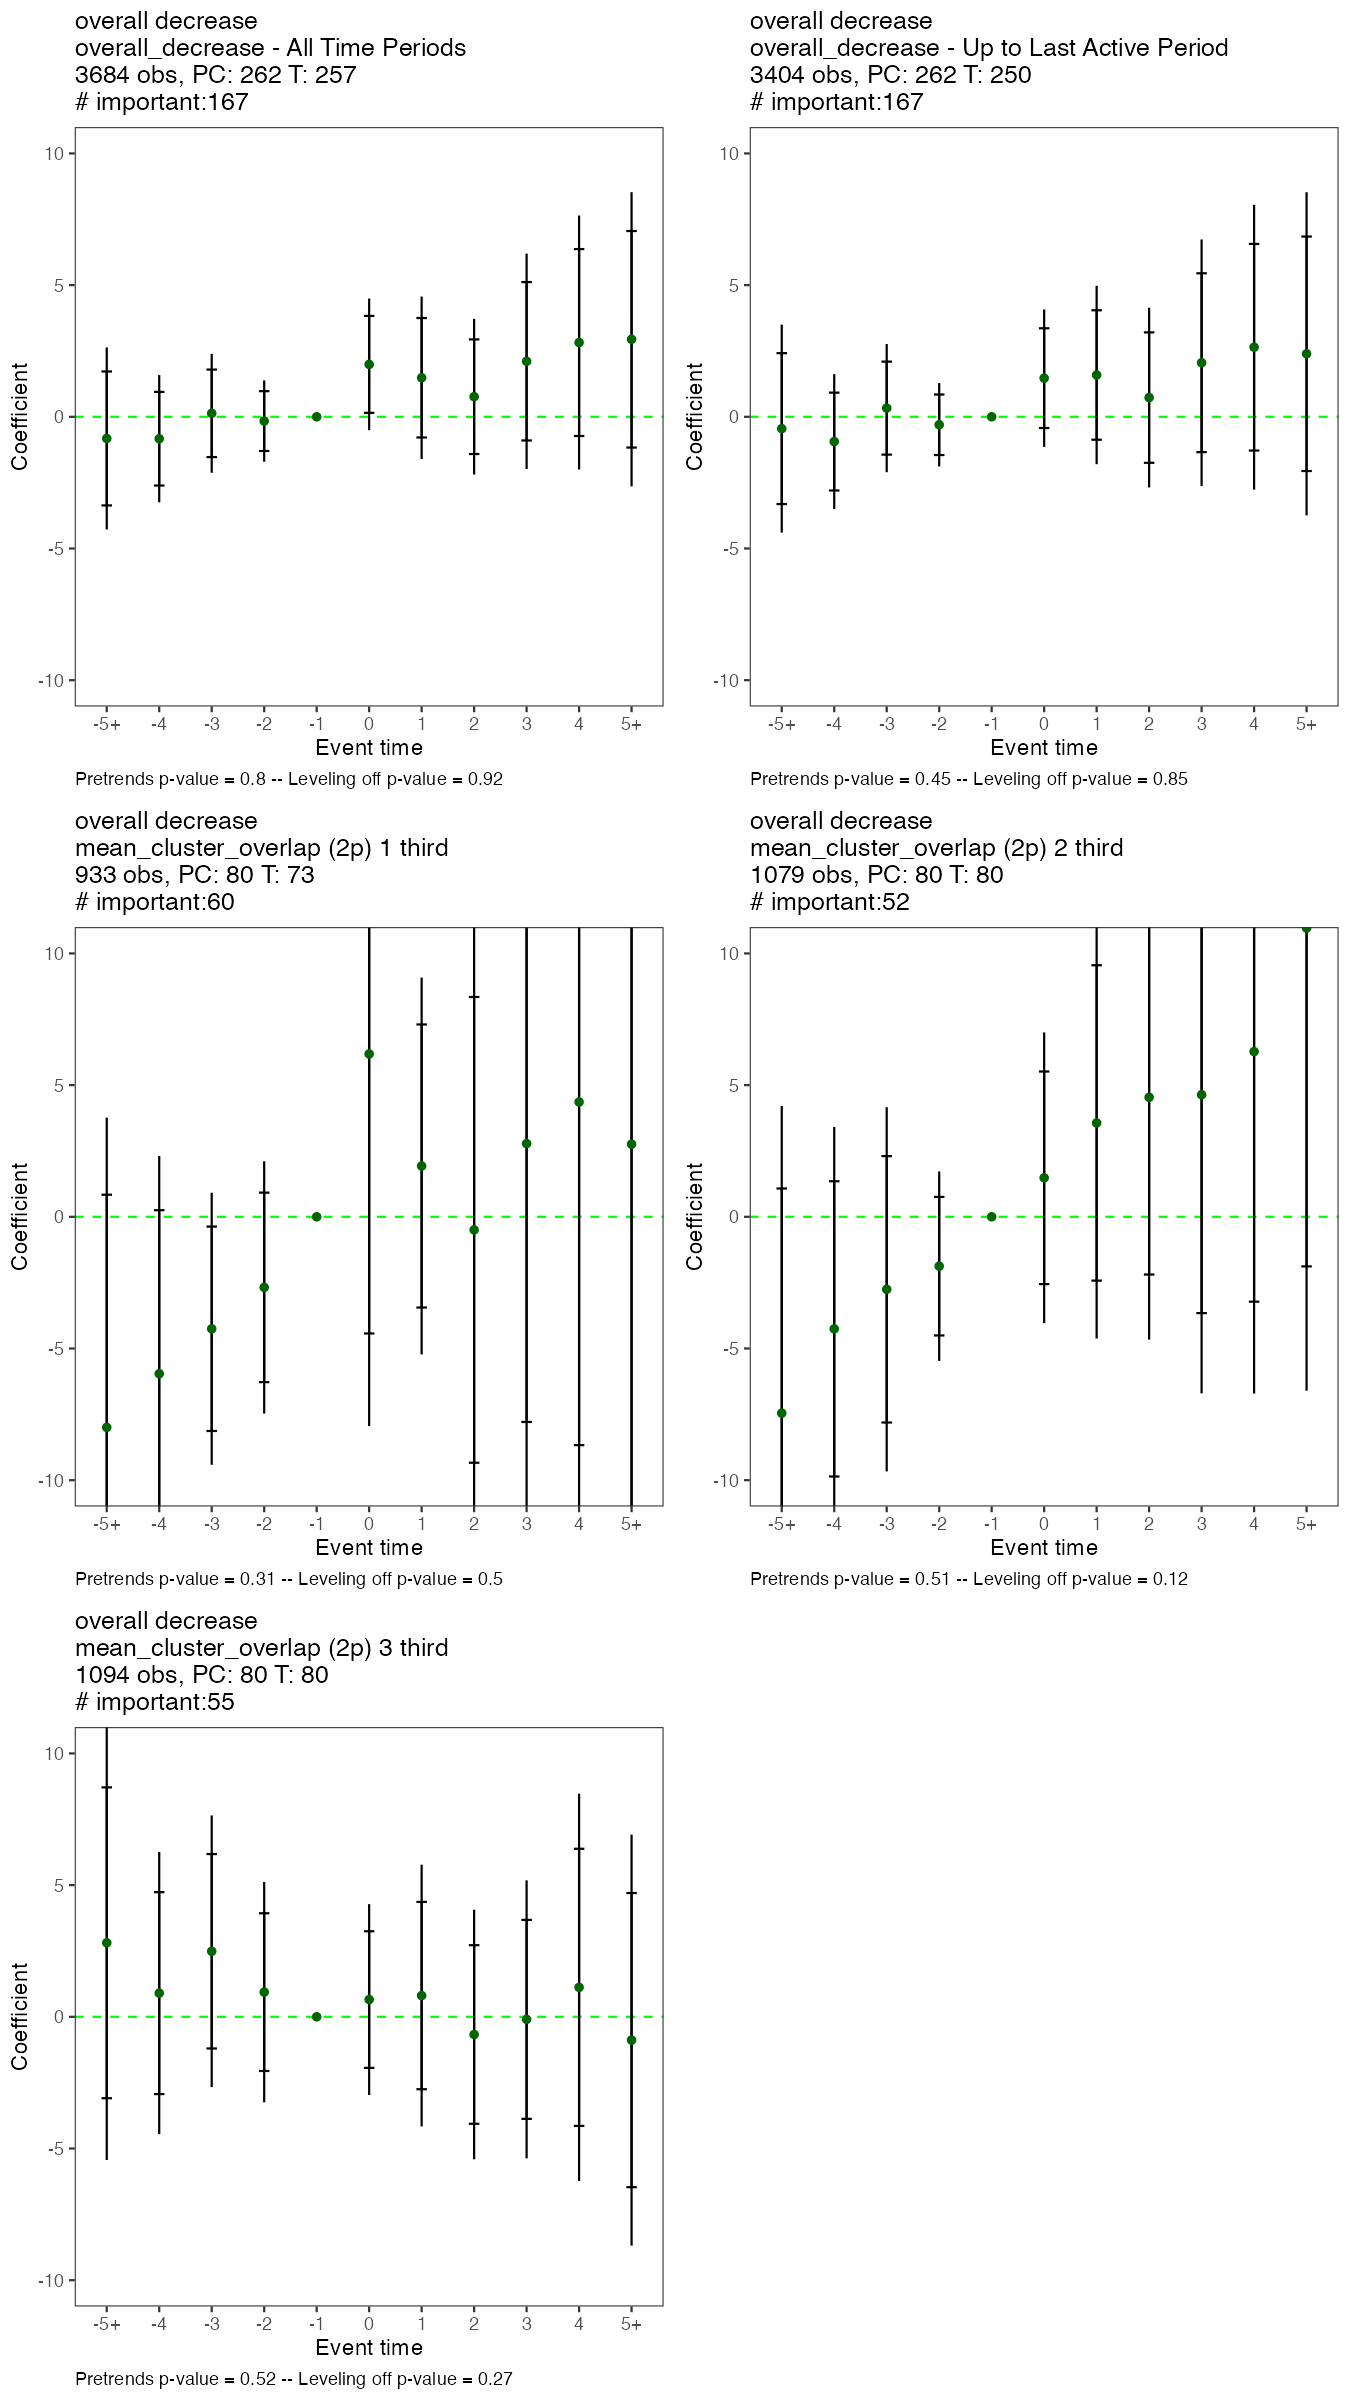 overall decrease
overall_decrease - All Time Periods
3684 obs, PC: 262 T: 257
# important:167
10
5
0
-5
-10
Coefficient
-5+ -4 -3 -2 -1 0 1 2 3 4 5+
Event time
Pretrends p-value = 0.8 -- Leveling off p-value = 0.92
overall decrease
overall_decrease - Up to Last Active Period
3404 obs, PC: 262 T: 250
# important:167
10
5
0
-5
-10
Coefficient
-5+ -4 -3 -2 -1 0 1 2 3 4 5+
Event time
Pretrends p-value = 0.45 -- Leveling off p-value = 0.85
overall decrease
mean_cluster_overlap (2p) 1 third
933 obs, PC: 80 T: 73
# important:60
10
5
0
-5
-10
Coefficient
-5+ -4 -3 -2 -1 0 1 2 3 4 5+
Event time
Pretrends p-value = 0.31 -- Leveling off p-value = 0.5
overall decrease
mean_cluster_overlap (2p) 2 third
1079 obs, PC: 80 T: 80
# important:52
10
5
0
-5
-10
Coefficient
-5+ -4 -3 -2 -1 0 1 2 3 4 5+
Event time
Pretrends p-value = 0.51 -- Leveling off p-value = 0.12
overall decrease
mean_cluster_overlap (2p) 3 third
1094 obs, PC: 80 T: 80
# important:55
10
5
0
-5
-10
Coefficient
-5+ -4 -3 -2 -1 0 1 2 3 4 5+
Event time
Pretrends p-value = 0.52 -- Leveling off p-value = 0.27